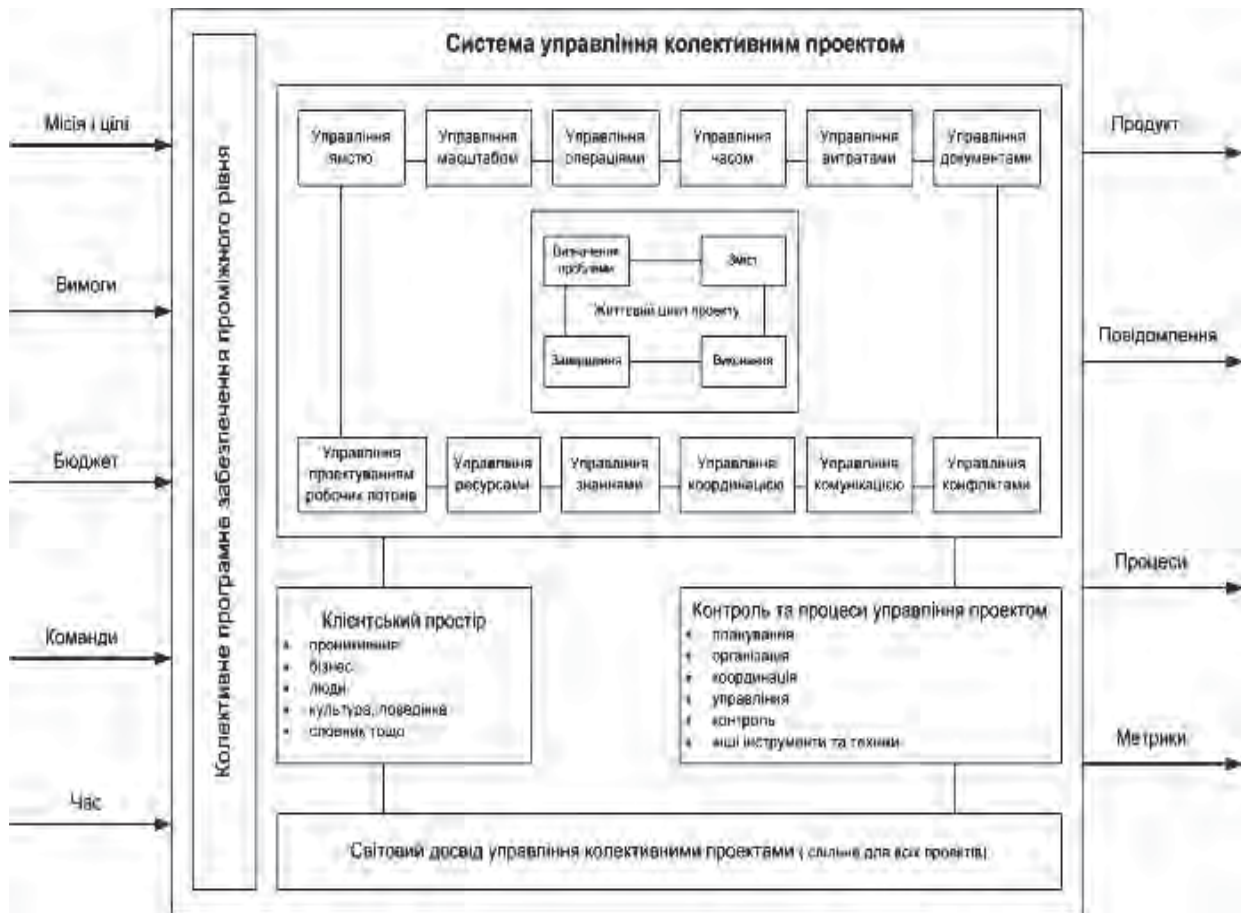 Система управління колективним проектом
Місія і цілі
Вимоги
Бюджет
Команди
Час
Колективне програмне забезпечення проміжного рівня
Управління
якістю
Управління
масштабом
Управління
операціями
Управління
часом
Управління
витратами
Управління
документами
Визначення
проблеми
Зміст
Життєвий цикл проекту
Завершення
Виконання
Управління
проектуванням
робочих потоків
Управління
ресурсами
Управління
знаннями
Управління
координацією
Управління
комунікацією
Управління
конфліктами
Клієнтський простір
• проникнення
• бізнес
• люди
• культура, поведінка
• словник тощо
Контроль та процеси управління проектом
• планування
• організація
• координація
• управління
• контроль
• інші інструменти та техніки
Світовий досвід управління колективними проектами ( спільне для всіх проектів)
Продукт
Повідомлення
Процеси
Метрики